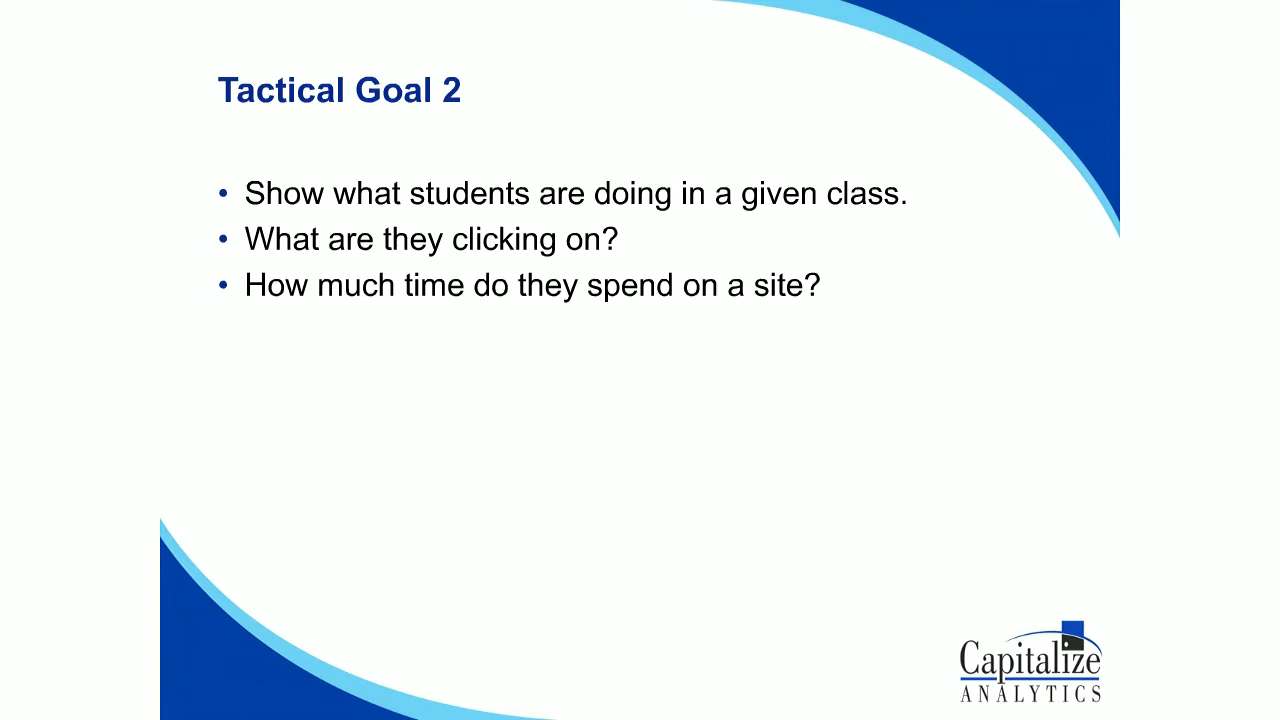 Tactical Goal 2
• Show what students are doing in a given class.
• What are they clicking on?
• How much time do they spend on a site?
Capitalize
ANALYTICS